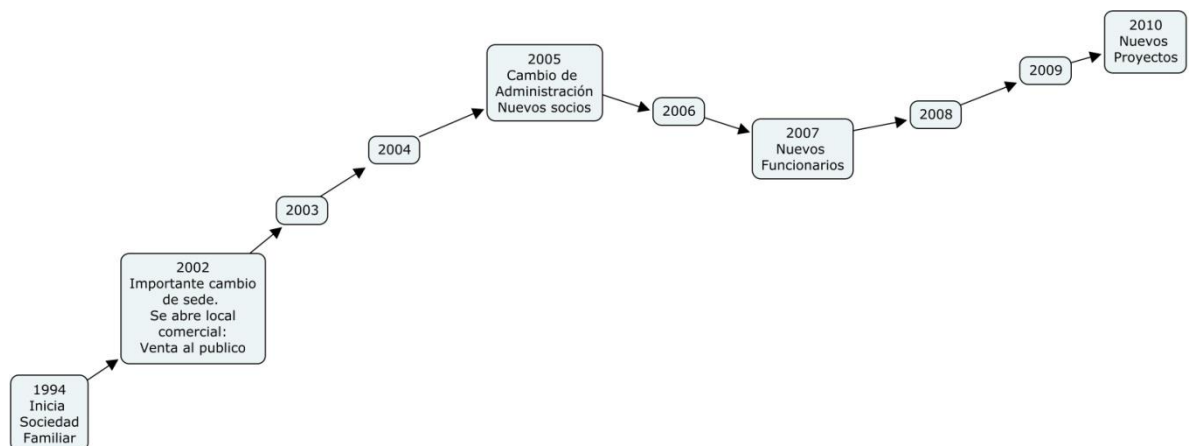 1994
Inicia
Sociedad
Familiar
2002
Importante cambio
de sede.
Se abre local
comercial:
Venta al publico
2003
2004
2005
Cambio de
Administración
Nuevos socios
2006
2007
Nuevos
Funcionarios
2008
2009
2010
Nuevos
Proyectos